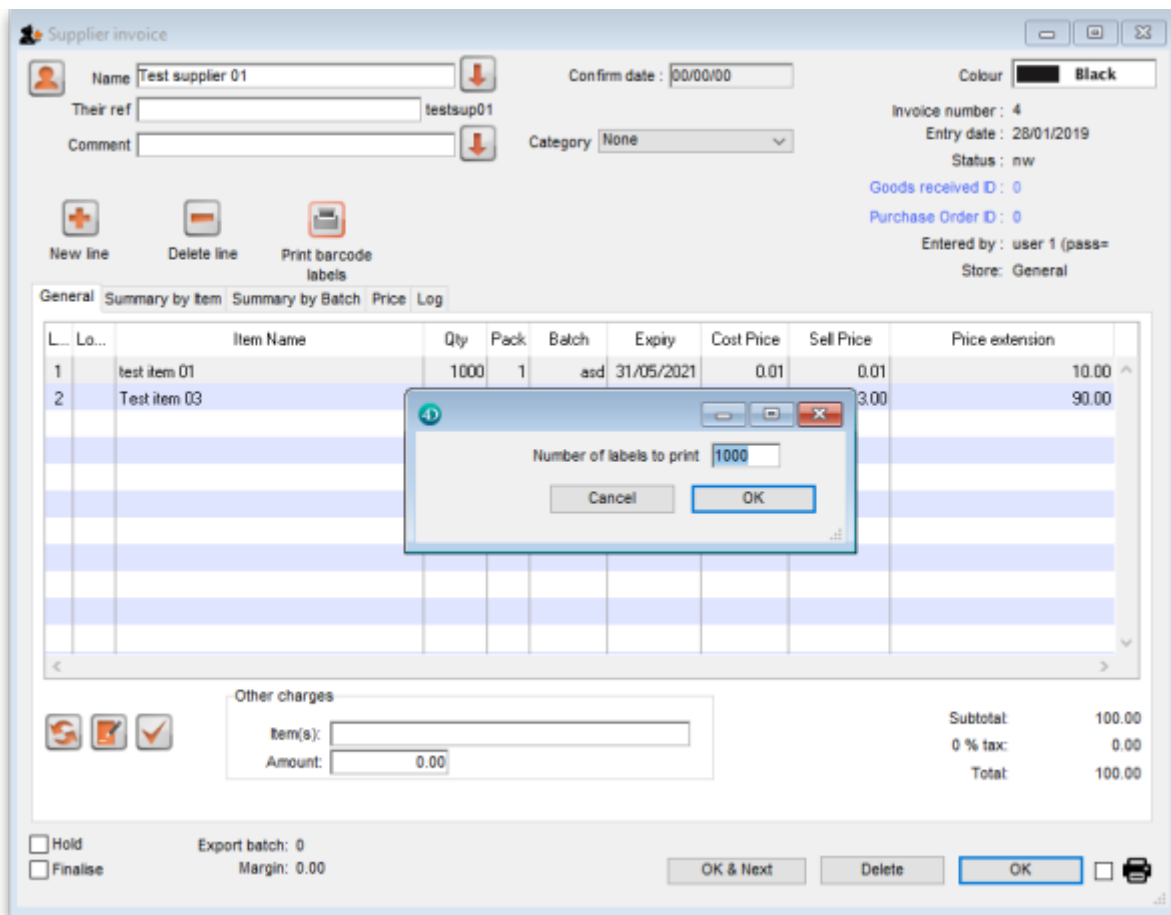 Supplier invoice
Name Test supplier 01 Confirm date : 00/00/00 Colour Black
Their ref testsup01 Invoice number : 4
Comment Category None Entry date : 28/01/2019
Status : nw
Goods received ID : 0
Purchase Order ID : 0
New line Delete line Print barcode labels Entered by : user 1 (pass=
Store: General
General Summary by Item Summary by Batch Price Log
L... Lo... Item Name Qty Pack Batch Expiry Cost Price Sell Price Price extension
1 test item 01 1000 1 asd 31/05/2021 0.01 0.01 10.00
2 Test item 03 3.00 90.00
4D
Number of labels to print 1000
Cancel OK
Other charges
Item(s):
Amount: 0.00
Subtotal: 100.00
0 % tax: 0.00
Total: 100.00
Hold Export batch: 0
Finalise Margin: 0.00
OK & Next Delete OK